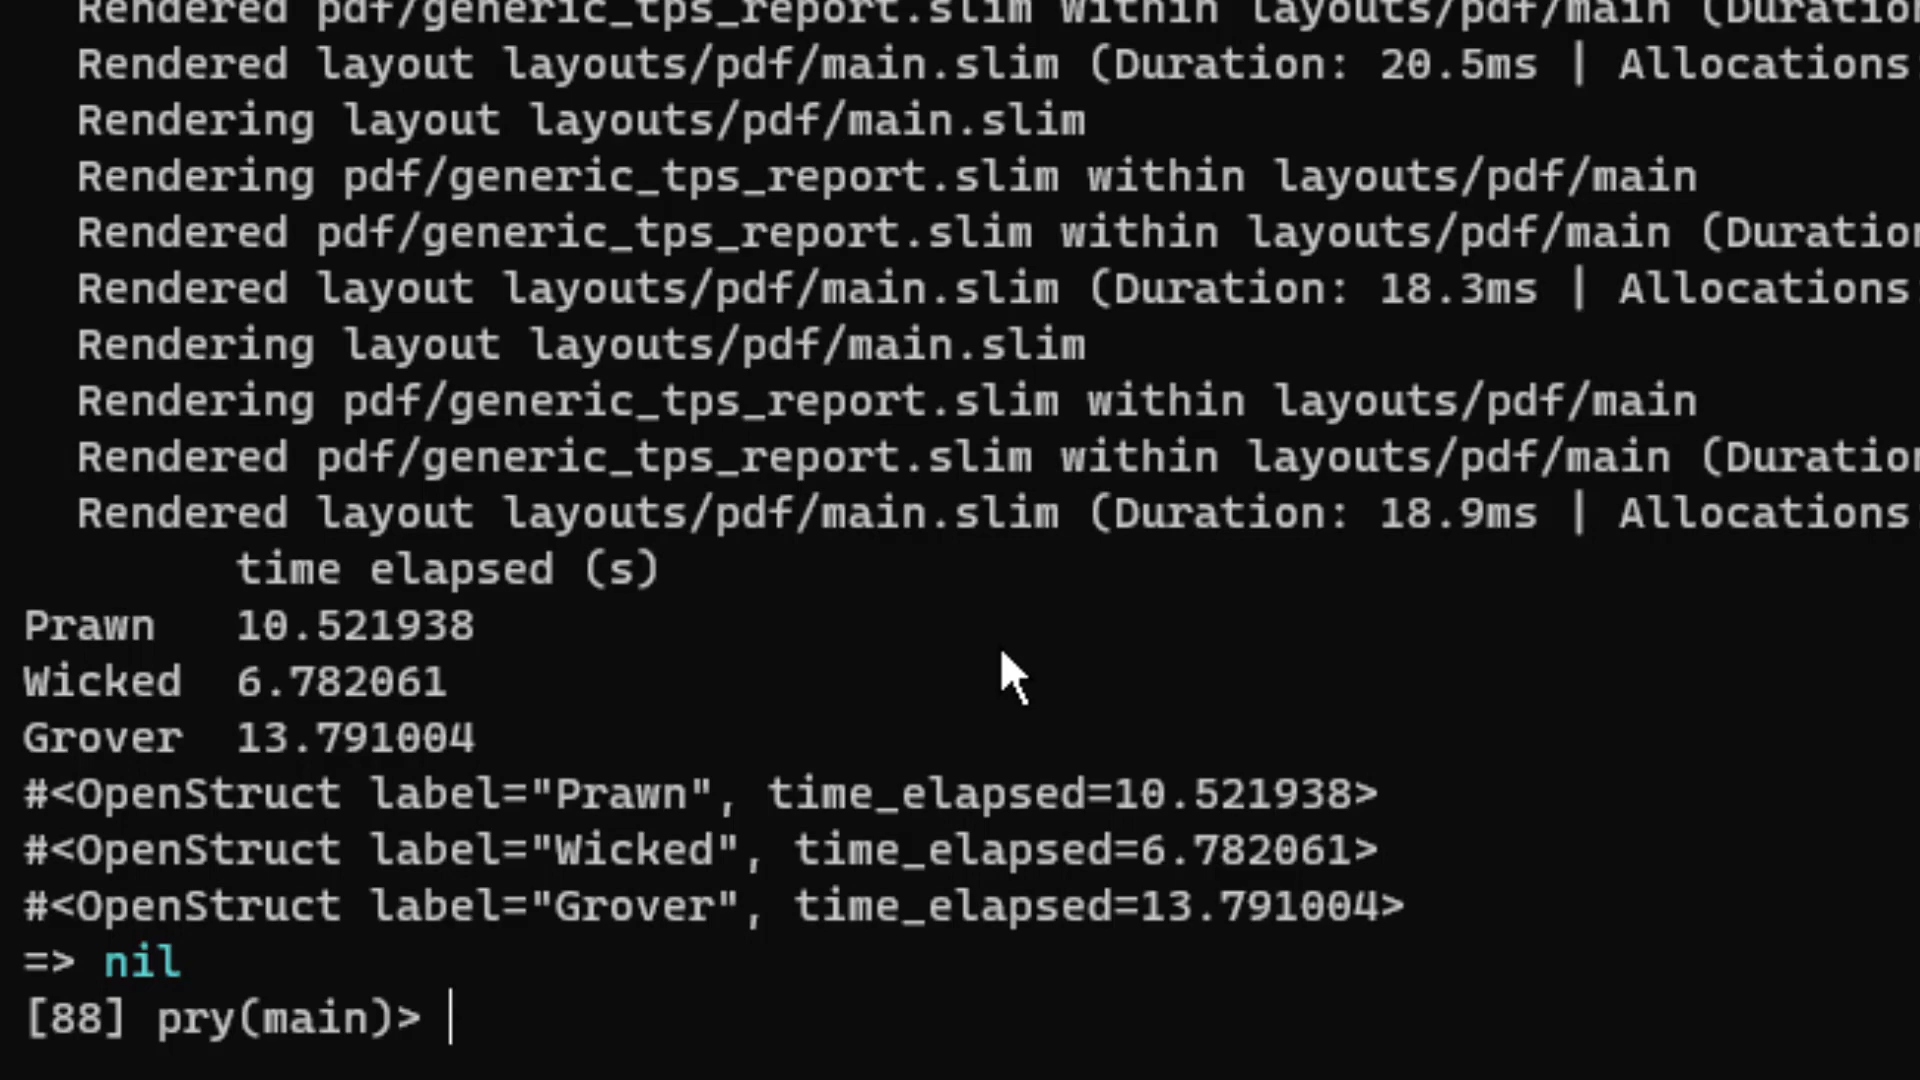 Rendered pdf/generic_tps_report.slim within layouts/pdf/main (Duration
Rendered layout layouts/pdf/main.slim (Duration: 20.5ms | Allocations
Rendering layout layouts/pdf/main.slim
Rendering pdf/generic_tps_report.slim within layouts/pdf/main
Rendered pdf/generic_tps_report.slim within layouts/pdf/main (Duration
Rendered layout layouts/pdf/main.slim (Duration: 18.3ms | Allocations
Rendering layout layouts/pdf/main.slim
Rendering pdf/generic_tps_report.slim within layouts/pdf/main
Rendered pdf/generic_tps_report.slim within layouts/pdf/main (Duration
Rendered layout layouts/pdf/main.slim (Duration: 18.9ms | Allocations
time elapsed (s)
Prawn 10.521938
Wicked 6.782061
Grover 13.791004
#<OpenStruct label="Prawn", time_elapsed=10.521938>
#<OpenStruct label="Wicked", time_elapsed=6.782061>
#<OpenStruct label="Grover", time_elapsed=13.791004>
=> nil
[88] pry(main)>